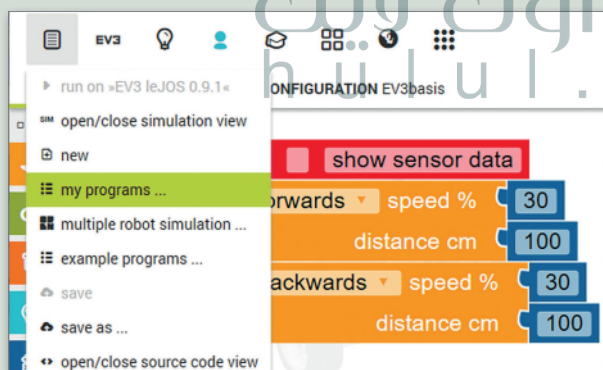 EV3
run on »EV3 leJOS 0.9.1«
ONFIGURATION EV3basis
SIM open/close simulation view
new
my programs ...
multiple robot simulation ...
example programs ...
save
save as ...
open/close source code view
show sensor data
orwards speed % 30
distance cm 100
ackwards speed % 30
distance cm 100
hulul.